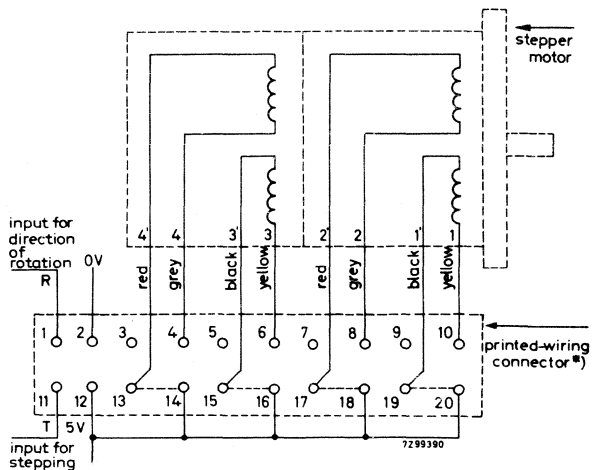 stepper
motor
4' 4 3' 3 2' 2 1' 1
red grey black yellow red grey black yellow
input for
direction
of
rotation
R
0V
1 2 3 4 5 6 7 8 9 10
printed-wiring
connector*)
11 12 13 14 15 16 17 18 19 20
T 5V
input for
stepping
7Z99390